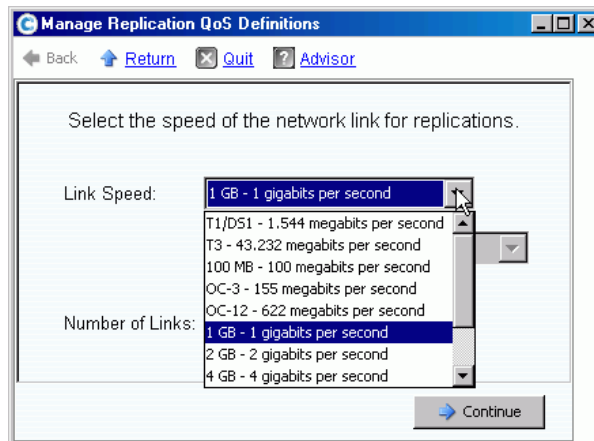 Manage Replication QoS Definitions
Back Return Quit Advisor
Select the speed of the network link for replications.
Link Speed: 1 GB - 1 gigabits per second
T1/DS1 - 1.544 megabits per second
T3 - 43.232 megabits per second
100 MB - 100 megabits per second
OC-3 - 155 megabits per second
OC-12 - 622 megabits per second
Number of Links:
1 GB - 1 gigabits per second
2 GB - 2 gigabits per second
4 GB - 4 gigabits per second
Continue